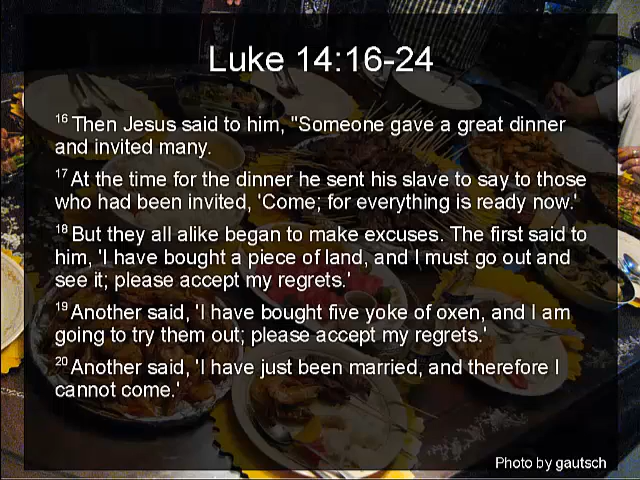 Luke 14:16-24
16 Then Jesus said to him, "Someone gave a great dinner
and invited many.
17 At the time for the dinner he sent his slave to say to those
who had been invited, 'Come; for everything is ready now.'
18 But they all alike began to make excuses. The first said to
him, 'I have bought a piece of land, and I must go out and
see it; please accept my regrets.'
19 Another said, 'I have bought five yoke of oxen, and I am
going to try them out; please accept my regrets.'
20 Another said, 'I have just been married, and therefore I
cannot come.'
Photo by gautsch